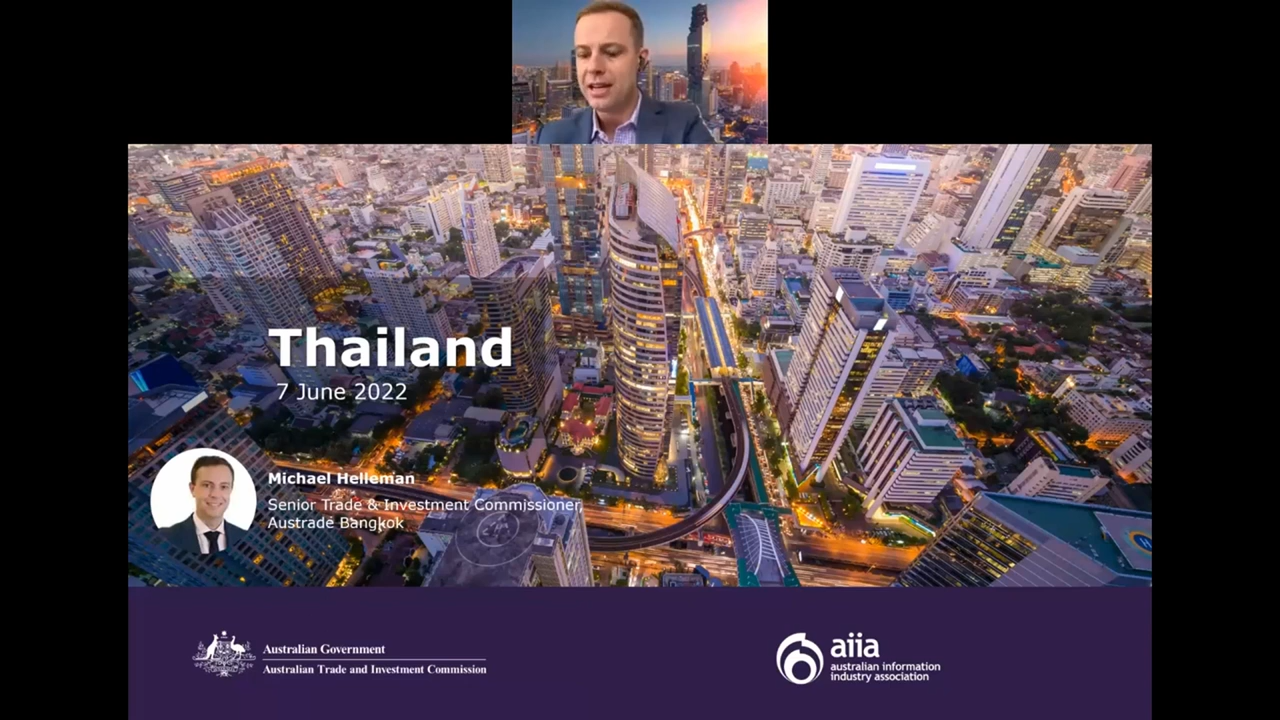 Thailand
7 June 2022
Michael Helleman
Senior Trade & Investment Commissioner,
Austrade Bangkok
Australian Government
Australian Trade and Investment Commission
aiia
australian information
industry association